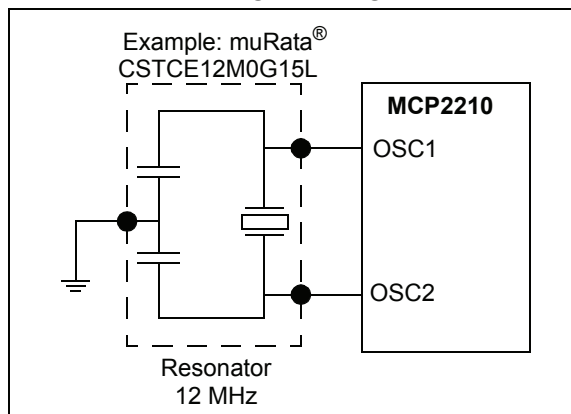 Example: muRata®
CSTCE12M0G15L
MCP2210
OSC1
OSC2
Resonator
12 MHz